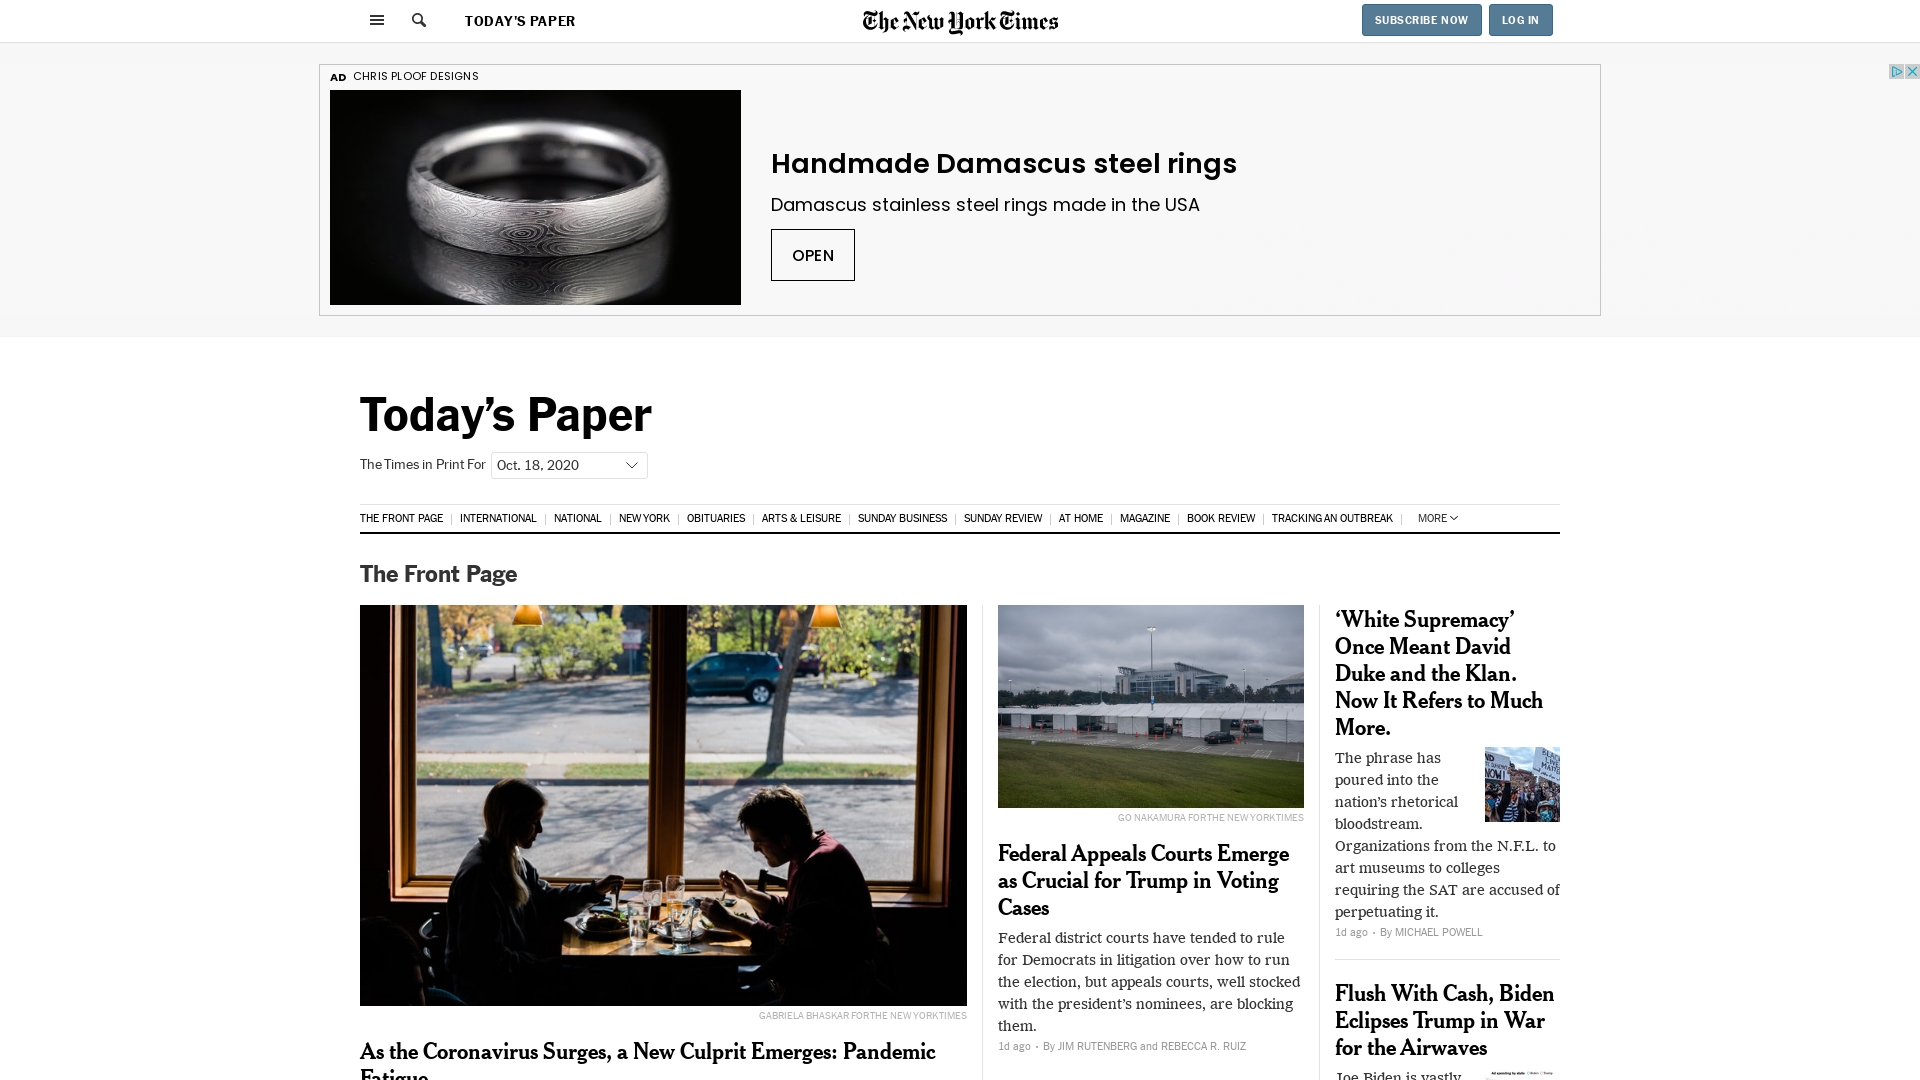 TODAY'S PAPER
The New York Times
SUBSCRIBE NOW
LOG IN
AD CHRIS PLOOF DESIGNS
Handmade Damascus steel rings
Damascus stainless steel rings made in the USA
OPEN
Today’s Paper
The Times in Print For Oct. 18, 2020
THE FRONT PAGE INTERNATIONAL NATIONAL NEW YORK OBITUARIES ARTS & LEISURE SUNDAY BUSINESS SUNDAY REVIEW AT HOME MAGAZINE BOOK REVIEW TRACKING AN OUTBREAK MORE
The Front Page
GABRIELA BHASKAR FOR THE NEW YORK TIMES
As the Coronavirus Surges, a New Culprit Emerges: Pandemic
Fatigue
GO NAKAMURA FOR THE NEW YORK TIMES
Federal Appeals Courts Emerge
as Crucial for Trump in Voting
Cases
Federal district courts have tended to rule
for Democrats in litigation over how to run
the election, but appeals courts, well stocked
with the president’s nominees, are blocking
them.
1d ago • By JIM RUTENBERG and REBECCA R. RUIZ
‘White Supremacy’
Once Meant David
Duke and the Klan.
Now It Refers to Much
More.
The phrase has
poured into the
nation’s rhetorical
bloodstream.
Organizations from the N.F.L. to
art museums to colleges
requiring the SAT are accused of
perpetuating it.
1d ago • By MICHAEL POWELL
Flush With Cash, Biden
Eclipses Trump in War
for the Airwaves
Joe Biden is vastly